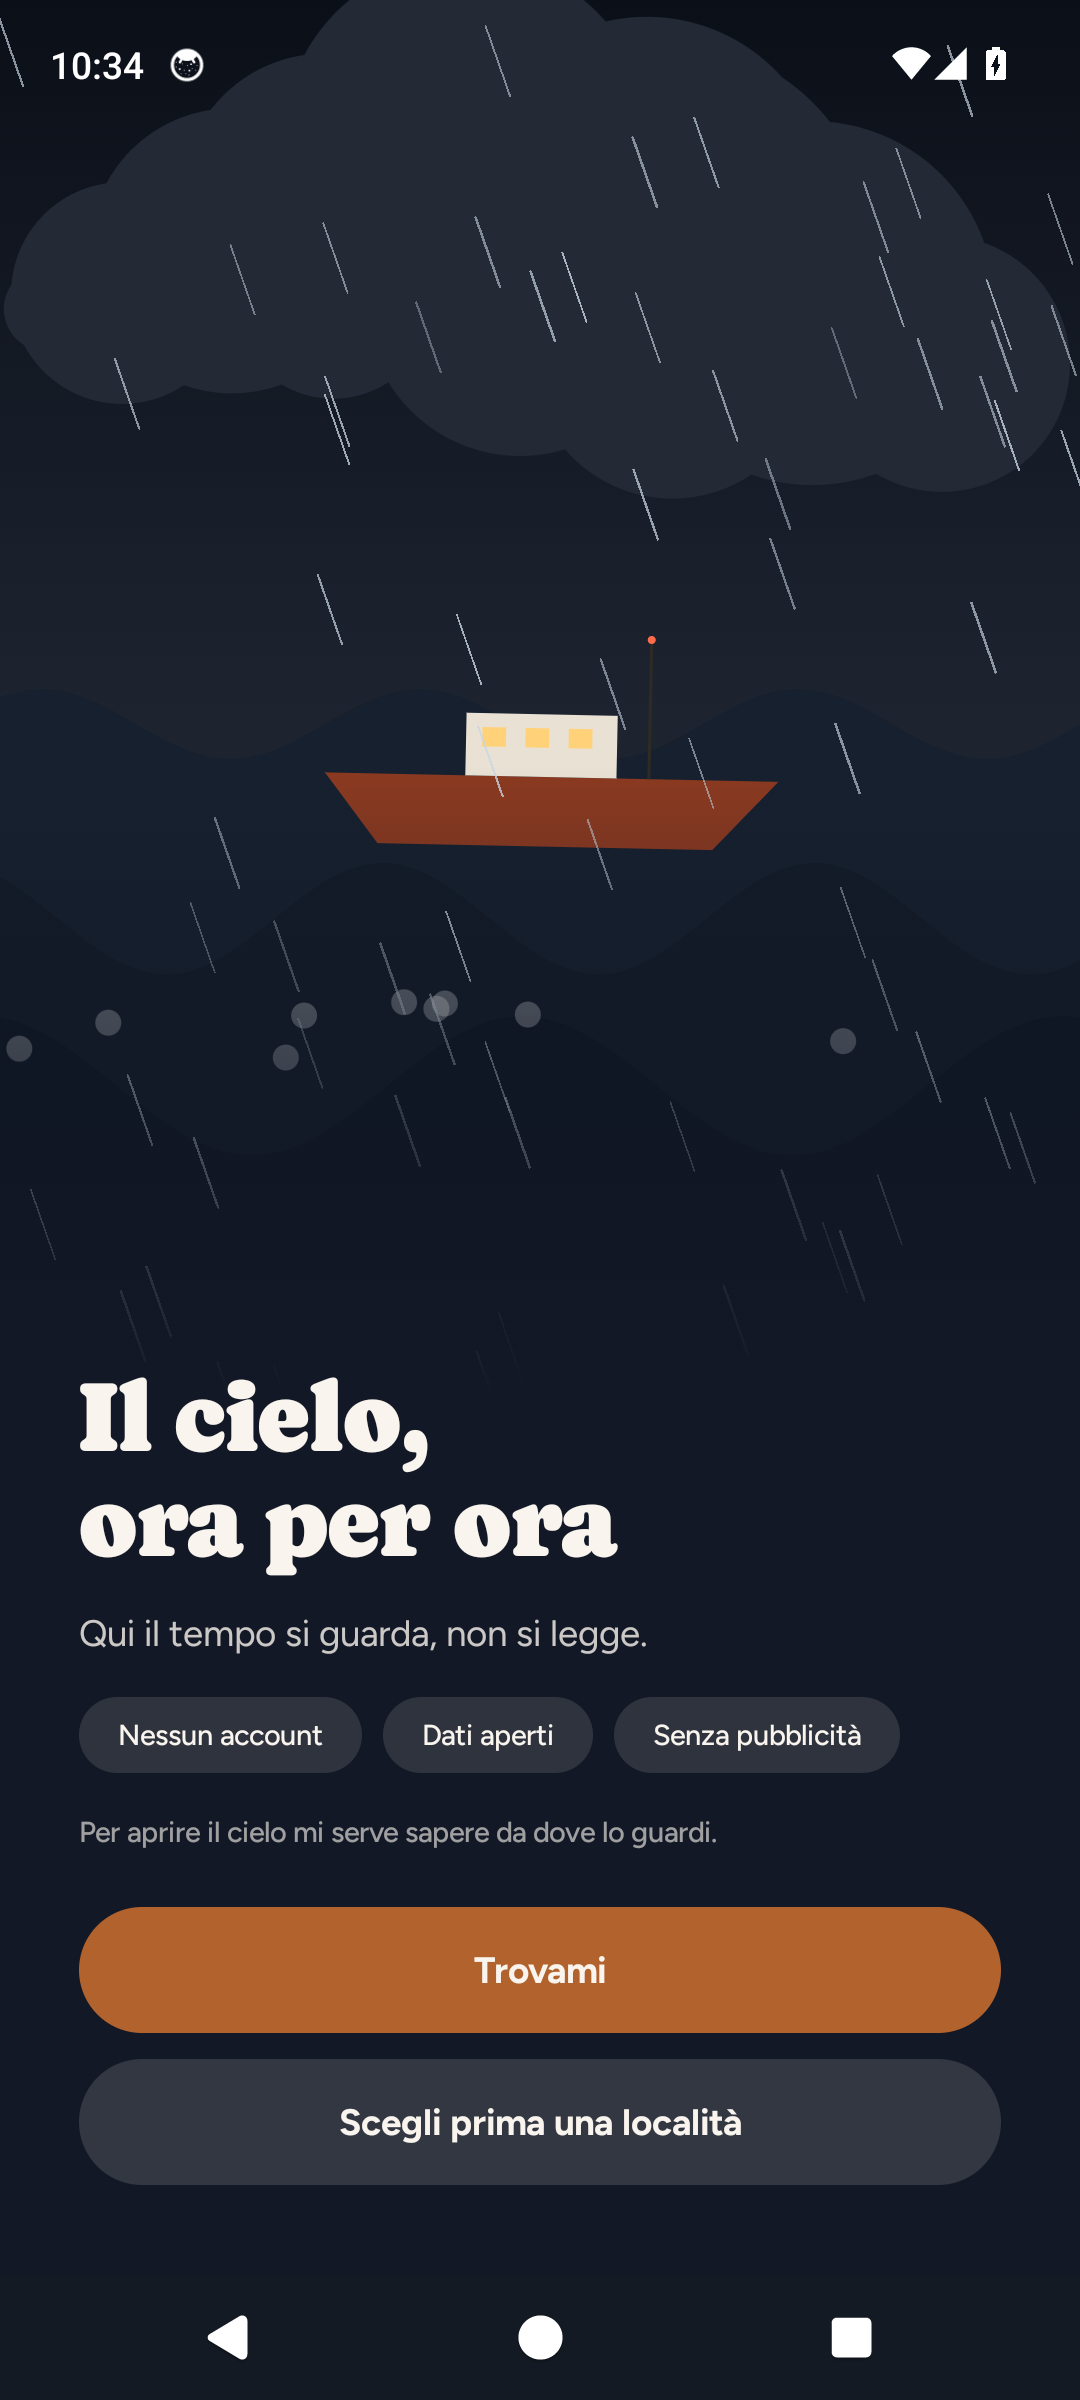 10:34
Il cielo,
ora per ora
Qui il tempo si guarda, non si legge.
Nessun account
Dati aperti
Senza pubblicità
Per aprire il cielo mi serve sapere da dove lo guardi.
Trovami
Scegli prima una località